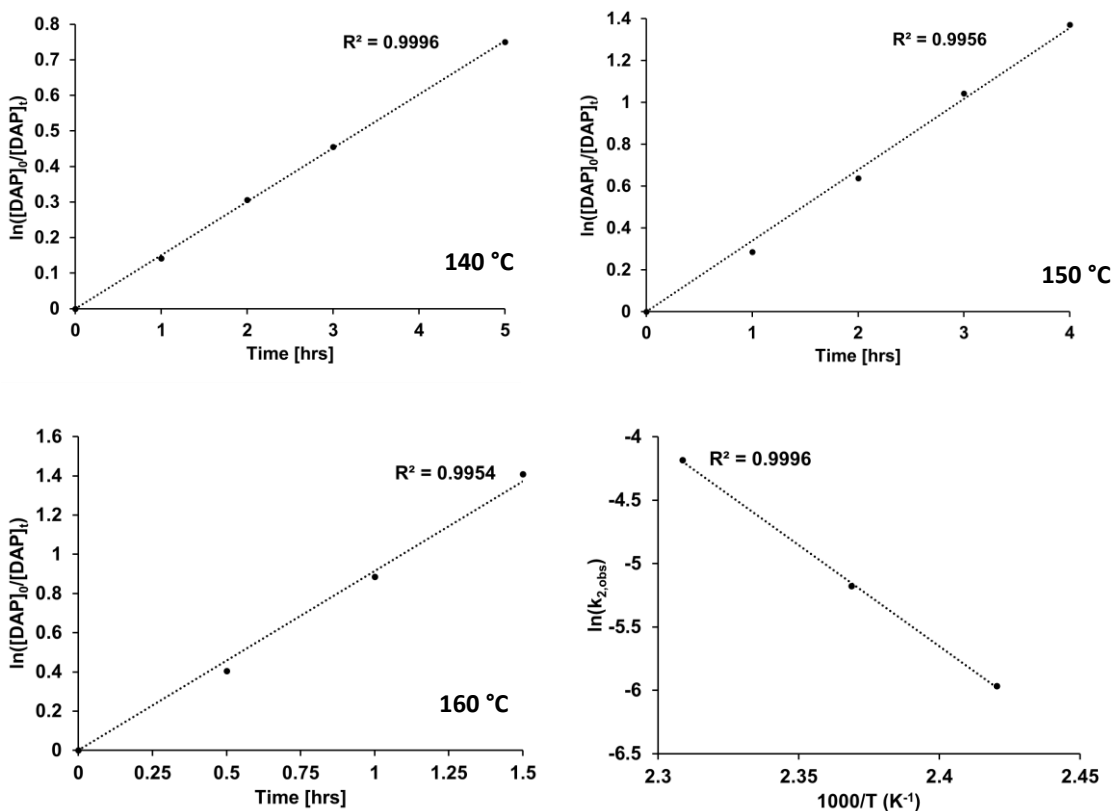 0.8
0.7
0.6
0.5
0.4
0.3
0.2
0.1
0
ln([DAP]₀/[DAP]ₜ)
R² = 0.9996
140 °C
0 1 2 3 4 5
Time [hrs]
1.4
1.2
1
0.8
0.6
0.4
0.2
0
ln([DAP]₀/[DAP]ₜ)
R² = 0.9956
150 °C
0 1 2 3 4
Time [hrs]
1.6
1.4
1.2
1
0.8
0.6
0.4
0.2
0
ln([DAP]₀/[DAP]ₜ)
R² = 0.9954
160 °C
0 0.25 0.5 0.75 1 1.25 1.5
Time [hrs]
-4
-4.5
-5
-5.5
-6
-6.5
ln(k₂,obs)
R² = 0.9996
2.3 2.35 2.4 2.45
1000/T (K⁻¹)